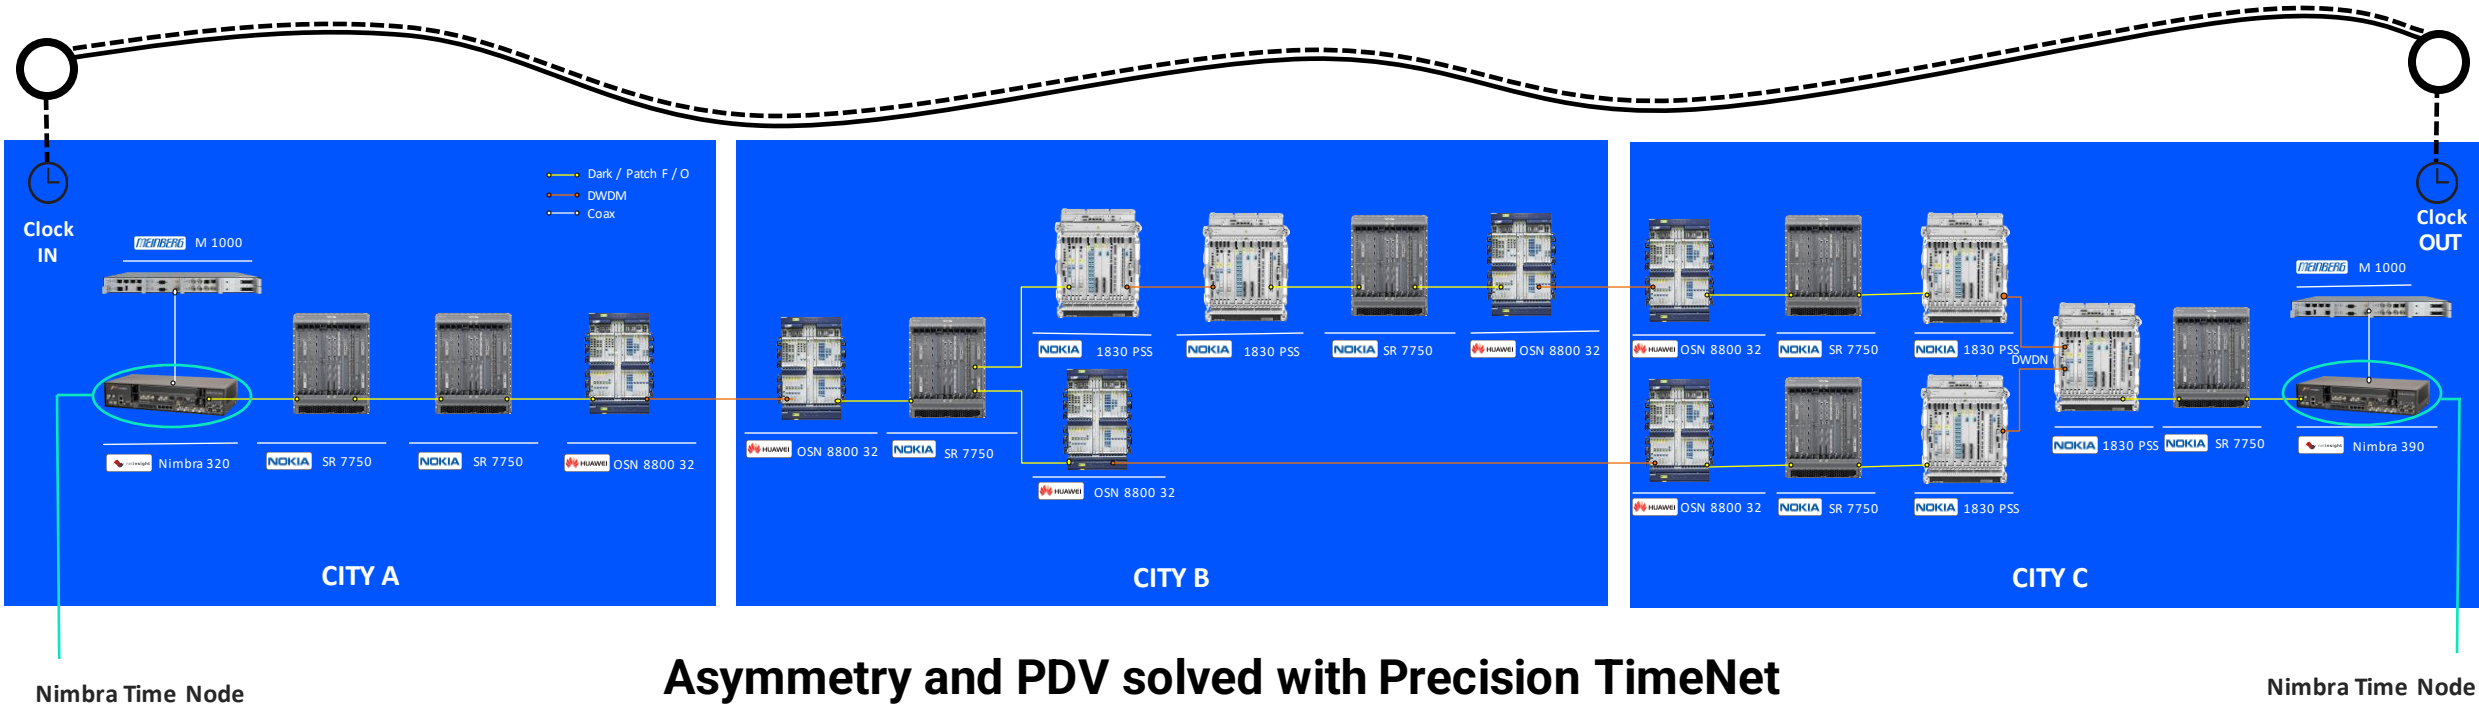 Clock
IN
Dark / Patch F / O
DWDM
Coax
MEINBERG M 1000
netinsight Nimbra 320
NOKIA SR 7750
NOKIA SR 7750
HUAWEI OSN 8800 32
CITY A
HUAWEI OSN 8800 32
NOKIA SR 7750
NOKIA 1830 PSS
NOKIA 1830 PSS
NOKIA SR 7750
HUAWEI OSN 8800 32
HUAWEI OSN 8800 32
CITY B
HUAWEI OSN 8800 32
NOKIA SR 7750
NOKIA 1830 PSS
DWDN
HUAWEI OSN 8800 32
NOKIA SR 7750
NOKIA 1830 PSS
NOKIA 1830 PSS
NOKIA SR 7750
Clock
OUT
MEINBERG M 1000
netinsight Nimbra 390
CITY C
Nimbra Time Node
Asymmetry and PDV solved with Precision TimeNet
Nimbra Time Node